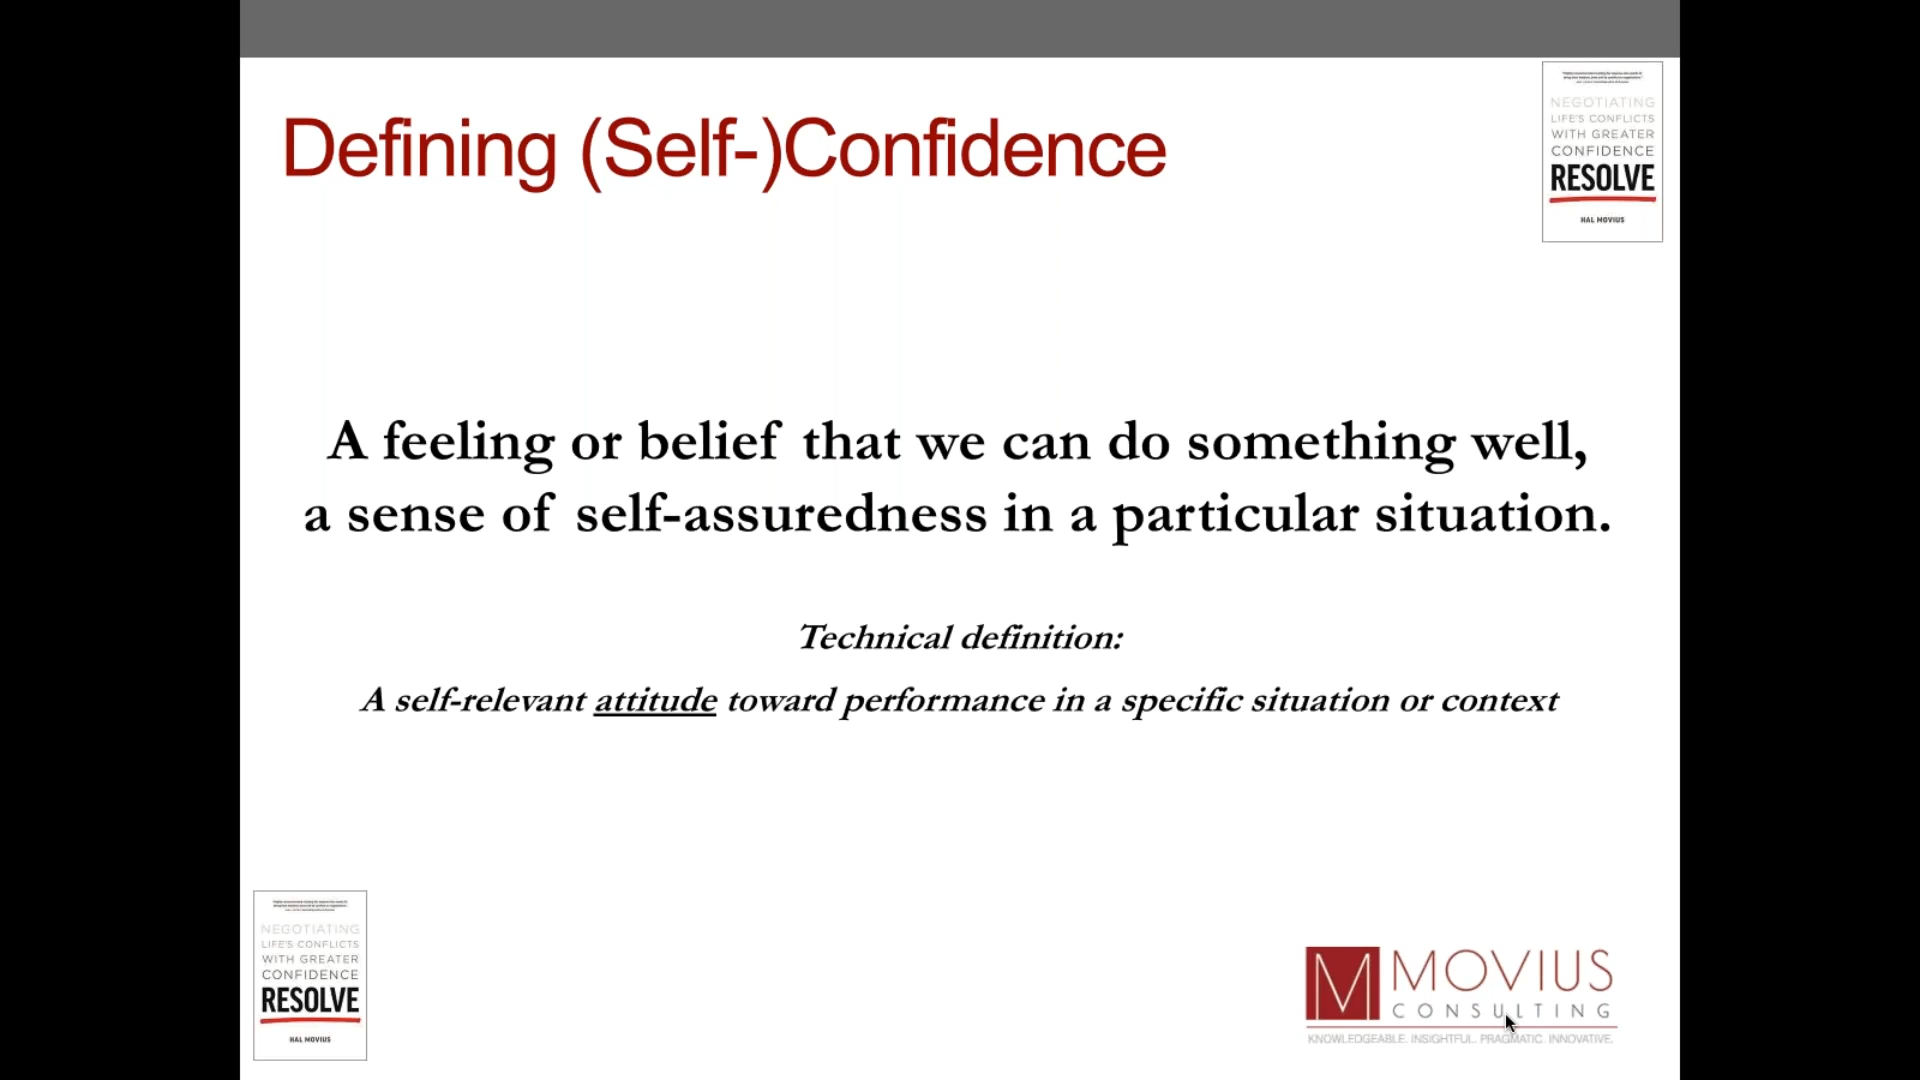 Defining (Self-)Confidence
NEGOTIATING
LIFE'S CONFLICTS
WITH GREATER
CONFIDENCE
RESOLVE
HAL MOVIUS
A feeling or belief that we can do something well,
a sense of self-assuredness in a particular situation.
Technical definition:
A self-relevant attitude toward performance in a specific situation or context
NEGOTIATING
LIFE'S CONFLICTS
WITH GREATER
CONFIDENCE
RESOLVE
HAL MOVIUS
M MOVIUS
CONSULTING
KNOWLEDGEABLE. INSIGHTFUL. PRAGMATIC. INNOVATIVE.